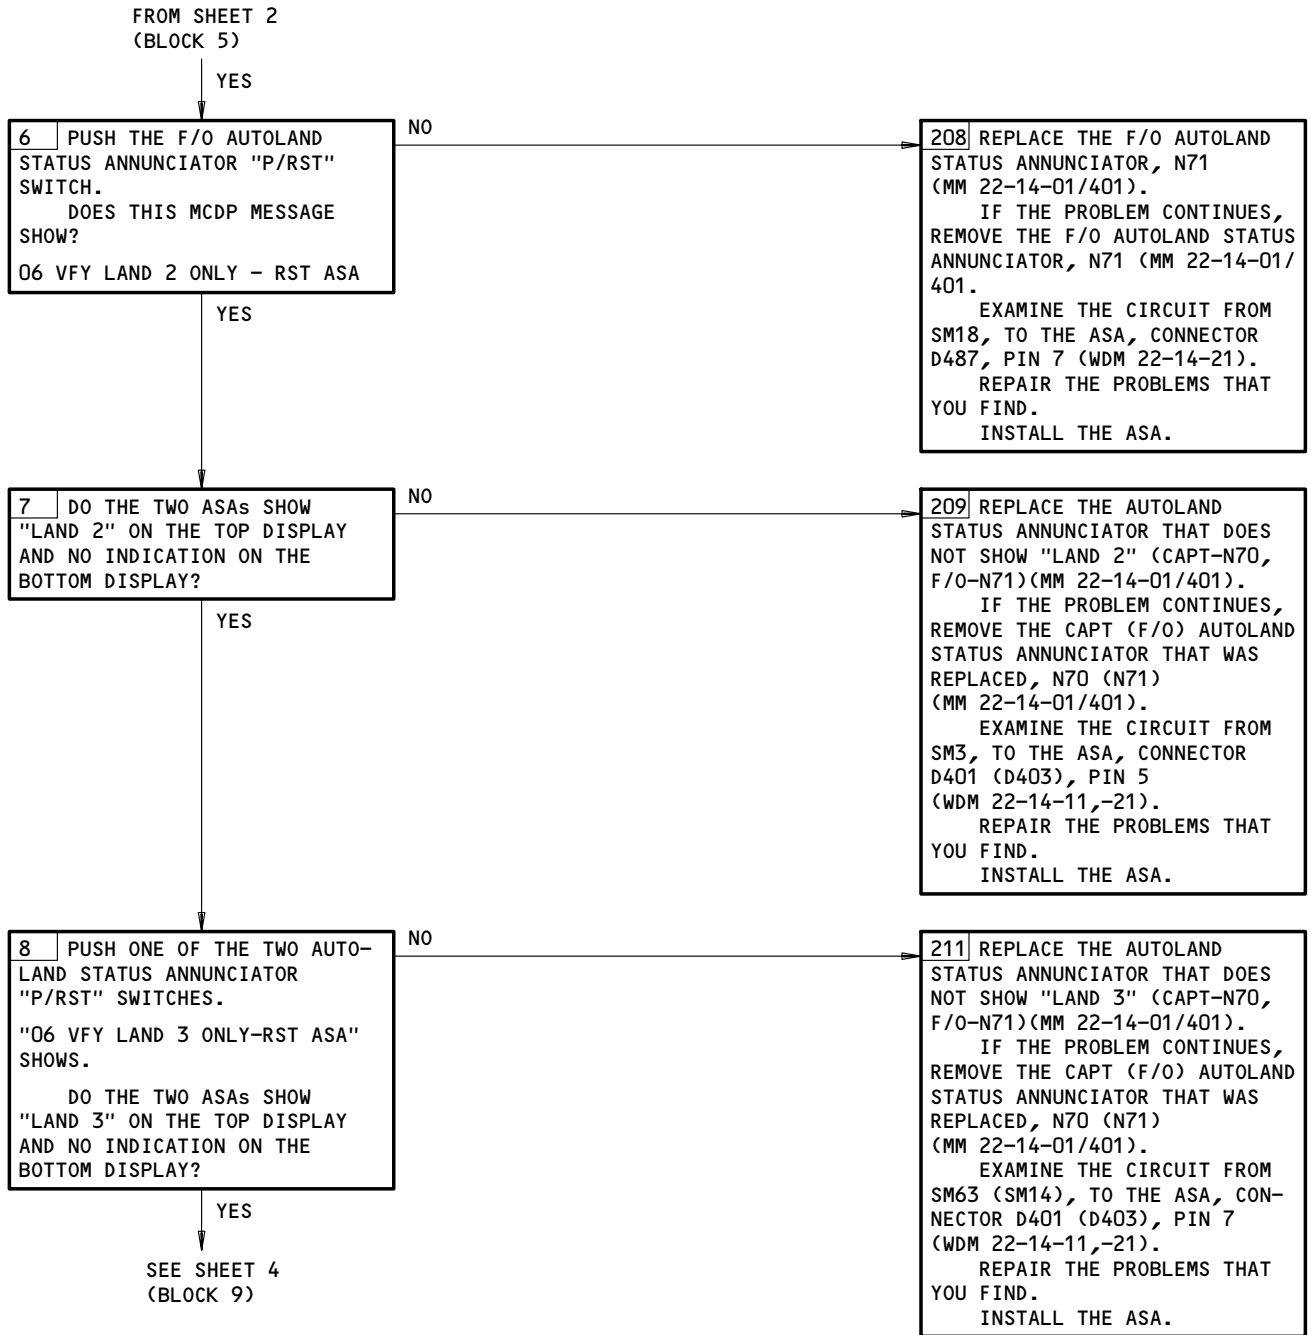 FROM SHEET 2
(BLOCK 5)
YES
6 PUSH THE F/O AUTOLAND
STATUS ANNUNCIATOR "P/RST"
SWITCH.
DOES THIS MCDP MESSAGE
SHOW?
06 VFY LAND 2 ONLY - RST ASA
NO
208 REPLACE THE F/O AUTOLAND
STATUS ANNUNCIATOR, N71
(MM 22-14-01/401).
IF THE PROBLEM CONTINUES,
REMOVE THE F/O AUTOLAND STATUS
ANNUNCIATOR, N71 (MM 22-14-01/
401.
EXAMINE THE CIRCUIT FROM
SM18, TO THE ASA, CONNECTOR
D487, PIN 7 (WDM 22-14-21).
REPAIR THE PROBLEMS THAT
YOU FIND.
INSTALL THE ASA.
YES
7 DO THE TWO ASAs SHOW
"LAND 2" ON THE TOP DISPLAY
AND NO INDICATION ON THE
BOTTOM DISPLAY?
NO
209 REPLACE THE AUTOLAND
STATUS ANNUNCIATOR THAT DOES
NOT SHOW "LAND 2" (CAPT-N70,
F/O-N71)(MM 22-14-01/401).
IF THE PROBLEM CONTINUES,
REMOVE THE CAPT (F/O) AUTOLAND
STATUS ANNUNCIATOR THAT WAS
REPLACED, N70 (N71)
(MM 22-14-01/401).
EXAMINE THE CIRCUIT FROM
SM3, TO THE ASA, CONNECTOR
D401 (D403), PIN 5
(WDM 22-14-11,-21).
REPAIR THE PROBLEMS THAT
YOU FIND.
INSTALL THE ASA.
YES
8 PUSH ONE OF THE TWO AUTO-
LAND STATUS ANNUNCIATOR
"P/RST" SWITCHES.
"06 VFY LAND 3 ONLY-RST ASA"
SHOWS.
DO THE TWO ASAs SHOW
"LAND 3" ON THE TOP DISPLAY
AND NO INDICATION ON THE
BOTTOM DISPLAY?
NO
211 REPLACE THE AUTOLAND
STATUS ANNUNCIATOR THAT DOES
NOT SHOW "LAND 3" (CAPT-N70,
F/O-N71)(MM 22-14-01/401).
IF THE PROBLEM CONTINUES,
REMOVE THE CAPT (F/O) AUTOLAND
STATUS ANNUNCIATOR THAT WAS
REPLACED, N70 (N71)
(MM 22-14-01/401).
EXAMINE THE CIRCUIT FROM
SM63 (SM14), TO THE ASA, CON-
NECTOR D401 (D403), PIN 7
(WDM 22-14-11,-21).
REPAIR THE PROBLEMS THAT
YOU FIND.
INSTALL THE ASA.
YES
SEE SHEET 4
(BLOCK 9)